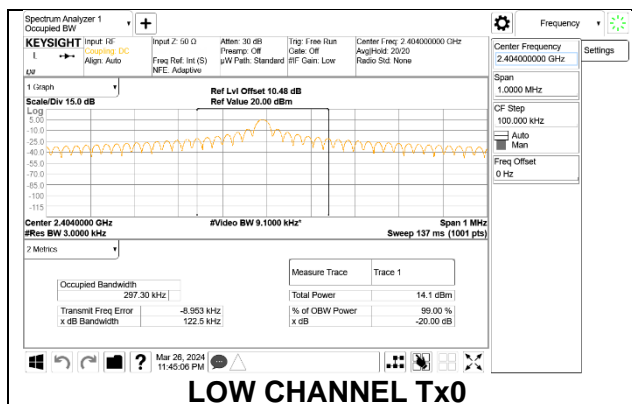 Spectrum Analyzer 1
Occupied BW
Frequency
KEYSIGHT
Input: RF
Coupling: DC
Align: Auto
Input Z: 50 Ω
Freq Ref: Int (S)
NFE: Adaptive
Atten: 30 dB
Preamp: Off
µW Path: Standard
Trig: Free Run
Gate: Off
#IF Gain: Low
Center Freq: 2.404000000 GHz
Avg|Hold: 20/20
Radio Std: None
L
Center Frequency
2.404000000 GHz
Settings
Span
1.0000 MHz
CF Step
100.000 kHz
Auto
Man
Freq Offset
0 Hz
1 Graph
Scale/Div 15.0 dB
Ref Lvl Offset 10.48 dB
Ref Value 20.00 dBm
Log
5.00
-10.0
-25.0
-40.0
-55.0
-70.0
-85.0
-100
-115
Center 2.4040000 GHz
#Res BW 3.0000 kHz
#Video BW 9.1000 kHz*
Span 1 MHz
Sweep 137 ms (1001 pts)
2 Metrics
Occupied Bandwidth
297.30 kHz
Transmit Freq Error -8.953 kHz
x dB Bandwidth 122.5 kHz
Measure Trace Trace 1
Total Power 14.1 dBm
% of OBW Power 99.00 %
x dB -20.00 dB
?
Mar 26, 2024
11:45:06 PM
LOW CHANNEL Tx0